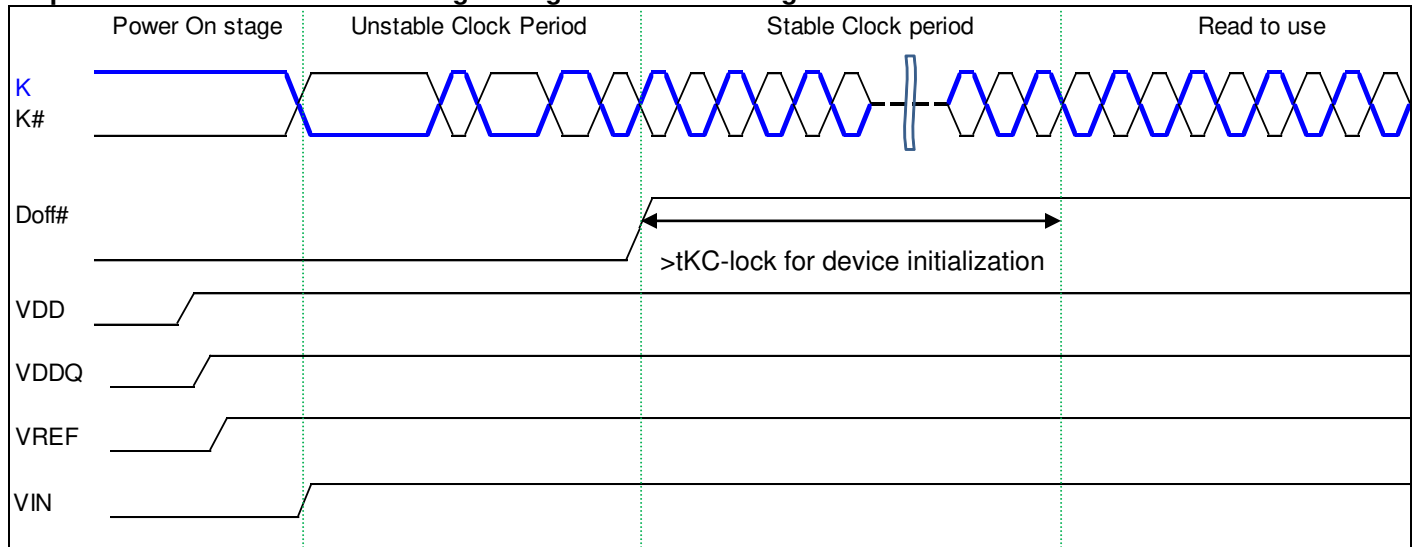 Power On stage
Unstable Clock Period
Stable Clock period
Read to use
K
K#
Doff#
>tKC-lock for device initialization
VDD
VDDQ
VREF
VIN